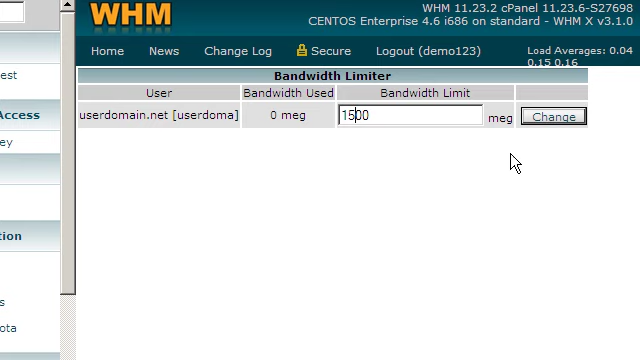 WHM
WHM 11.23.2 cPanel 11.23.6-S27698
CENTOS Enterprise 4.6 i686 on standard - WHM X v3.1.0
Home News Change Log Secure Logout (demo123) Load Averages: 0.04
0.15 0.16
Bandwidth Limiter
User Bandwidth Used Bandwidth Limit
userdomain.net [userdoma] 0 meg 1500 meg Change
est
Access
ey
tion
s
ota